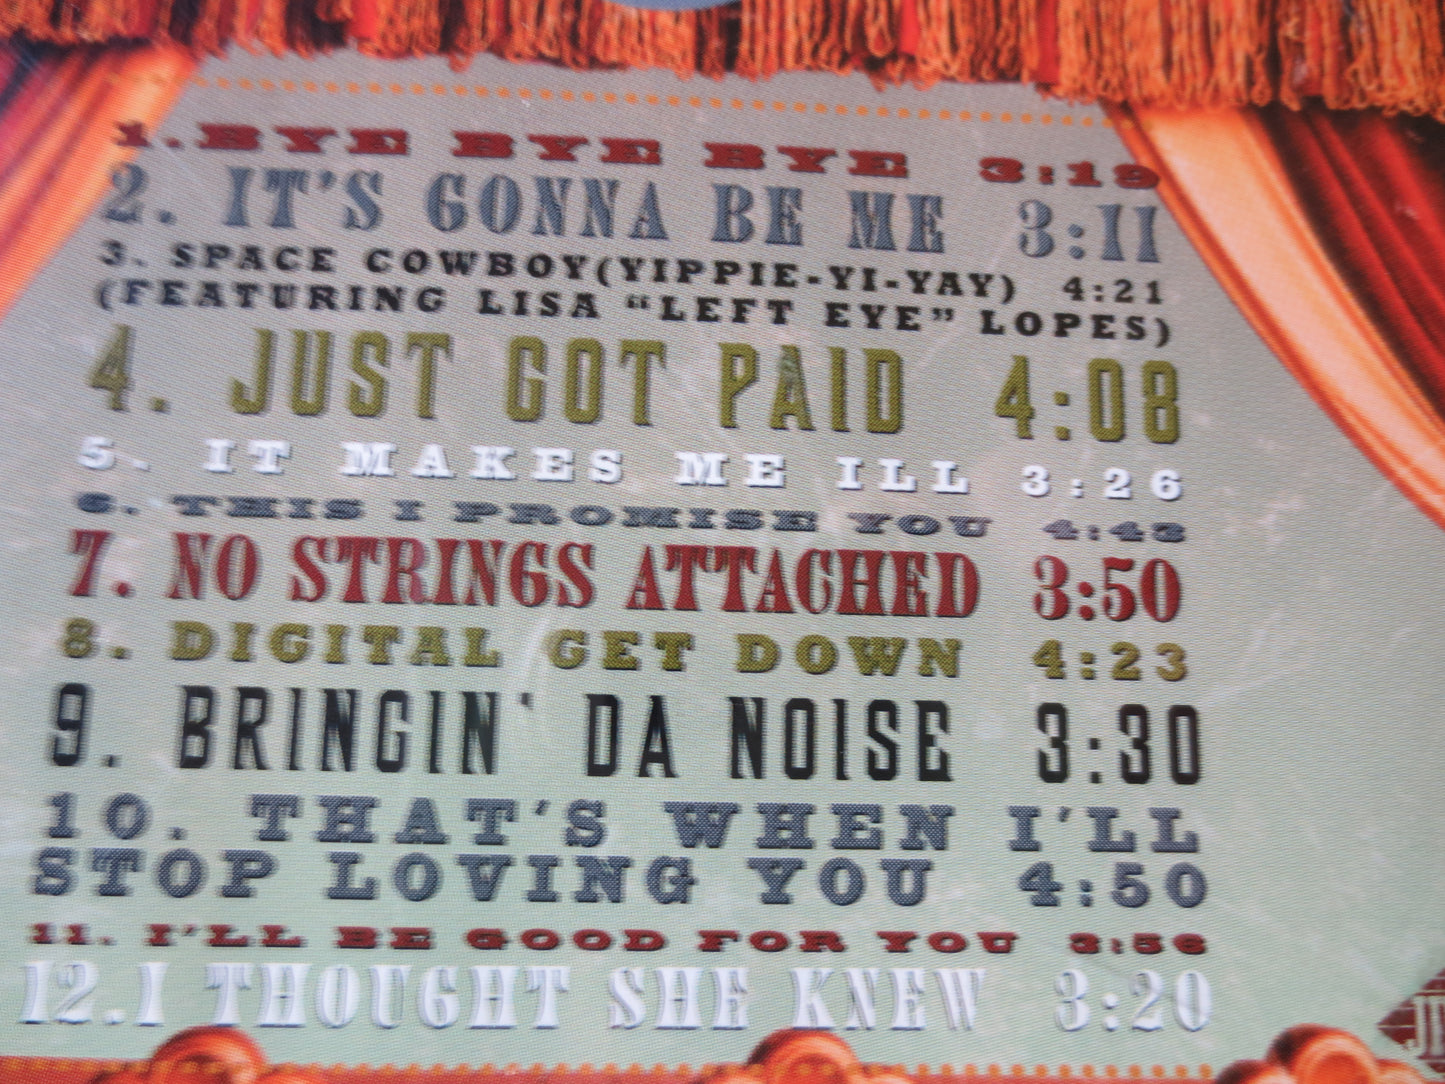 1. BYE BYE BYE 3:19
2. IT'S GONNA BE ME 3:11
3. SPACE COWBOY(YIPPIE-YI-YAY) 4:21
(FEATURING LISA “LEFT EYE” LOPES)
4. JUST GOT PAID 4:08
5. IT MAKES ME ILL 3:26
6. THIS I PROMISE YOU 4:43
7. NO STRINGS ATTACHED 3:50
8. DIGITAL GET DOWN 4:23
9. BRINGIN' DA NOISE 3:30
10. THAT'S WHEN I'LL
STOP LOVING YOU 4:50
11. I'LL BE GOOD FOR YOU 3:56
12. I THOUGHT SHE KNEW 3:20